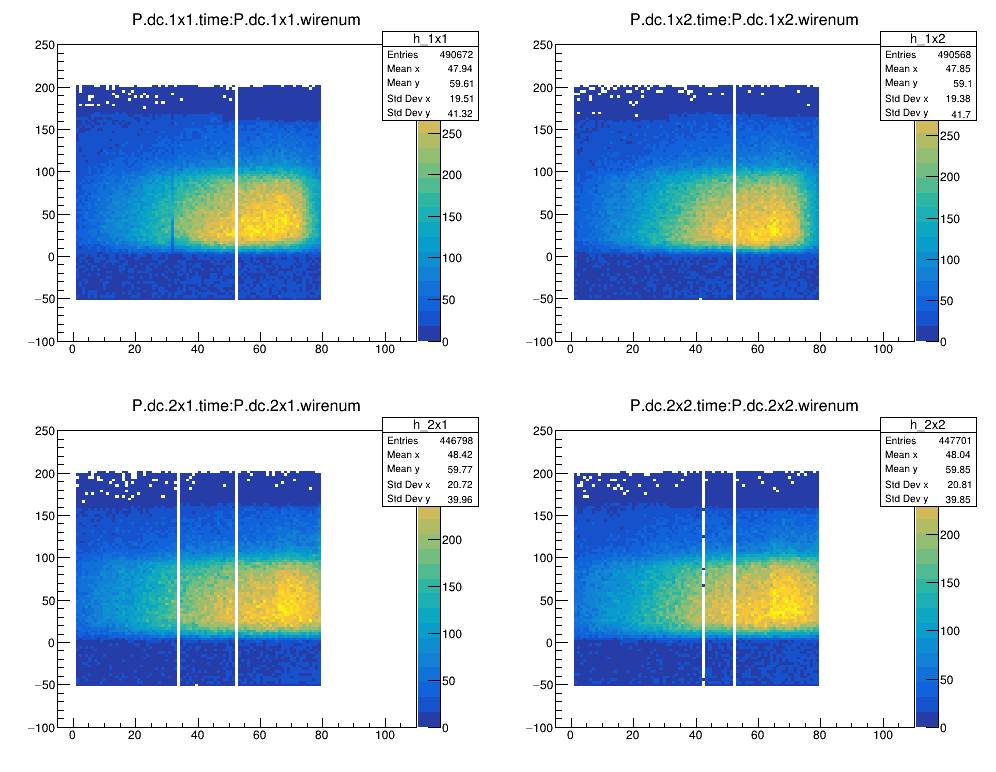 P.dc.1x1.time:P.dc.1x1.wirenum
h_1x1
Entries 490672
Mean x 47.94
Mean y 59.61
Std Dev x 19.51
Std Dev y 41.32
250
200
150
100
50
0
−50
−100
0 20 40 60 80 100
250
200
150
100
50
0
P.dc.1x2.time:P.dc.1x2.wirenum
h_1x2
Entries 490568
Mean x 47.85
Mean y 59.1
Std Dev x 19.38
Std Dev y 41.7
250
200
150
100
50
0
−50
−100
0 20 40 60 80 100
250
200
150
100
50
0
P.dc.2x1.time:P.dc.2x1.wirenum
h_2x1
Entries 446798
Mean x 48.42
Mean y 59.77
Std Dev x 20.72
Std Dev y 39.96
250
200
150
100
50
0
−50
−100
0 20 40 60 80 100
200
150
100
50
0
P.dc.2x2.time:P.dc.2x2.wirenum
h_2x2
Entries 447701
Mean x 48.04
Mean y 59.85
Std Dev x 20.81
Std Dev y 39.85
250
200
150
100
50
0
−50
−100
0 20 40 60 80 100
200
150
100
50
0